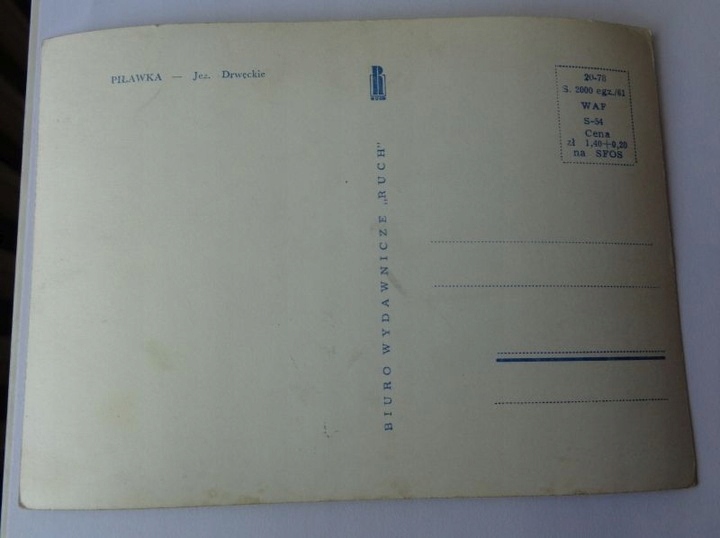 PIŁAWKA — Jez. Drwęckie
RUCH
BIURO WYDAWNICZE „RUCH"
20-78
S. 2000 egz./61
WAF
S-54
Cena
zł 1,40+0,20
na SFOS